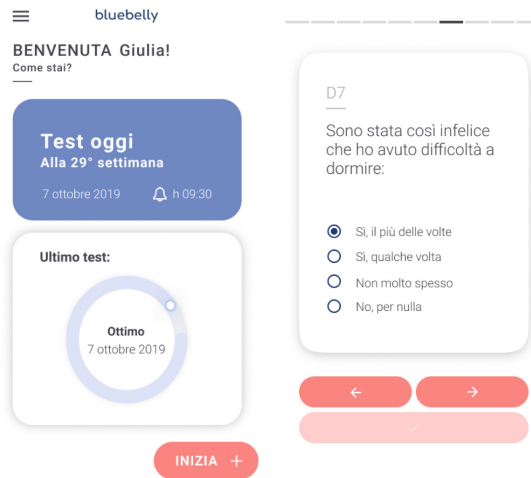 bluebelly
BENVENUTA Giulia!
Come stai?
Test oggi
Alla 29° settimana
7 ottobre 2019
h 09:30
Ultimo test:
Ottimo
7 ottobre 2019
INIZIA +
D7
Sono stata così infelice
che ho avuto difficoltà a
dormire:
Sì, il più delle volte
Sì, qualche volta
Non molto spesso
No, per nulla